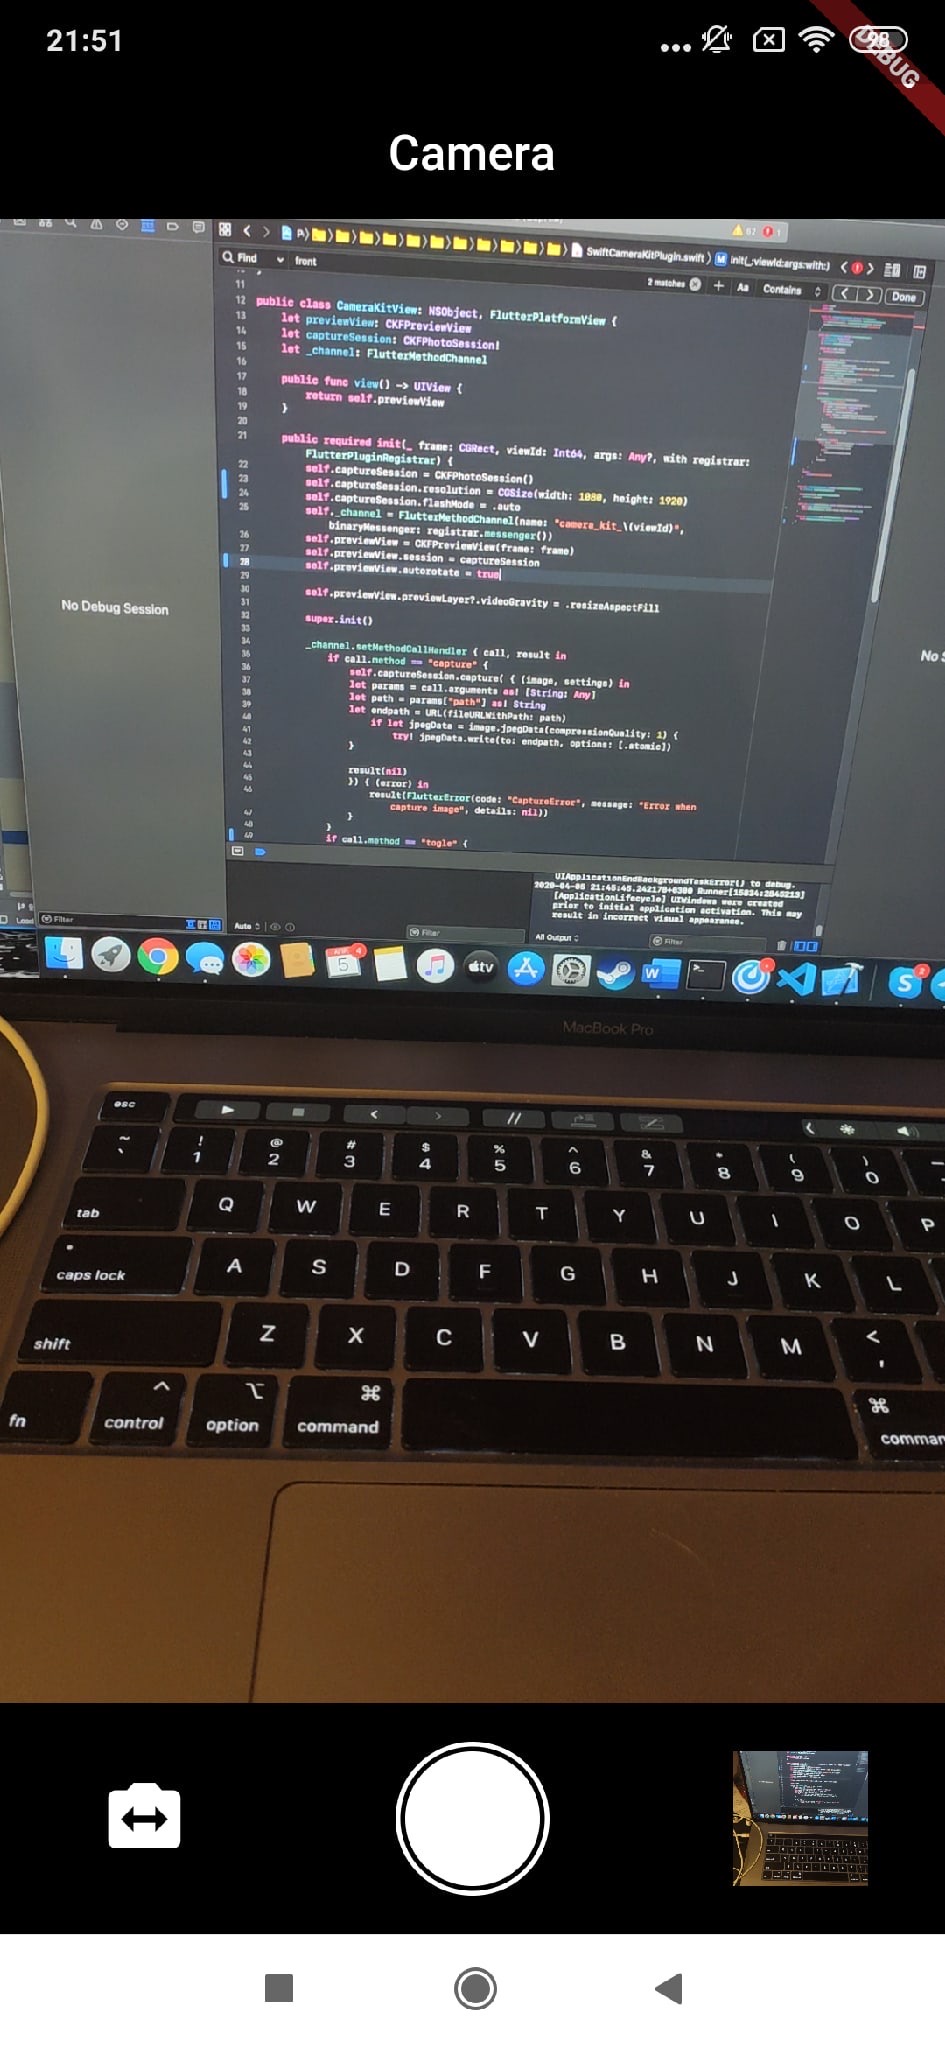 21:51
98
DEBUG
Camera
67 1
SwiftCameraKitPlugin.swift M init(_:viewId:args:with:)
Find front 2 matches + Aa Contains Done
11
12 public class CameraKitView: NSObject, FlutterPlatformView {
13 let previewView: CKFPreviewView
14 let captureSession: CKFPhotoSession!
15 let _channel: FlutterMethodChannel
16
17 public func view() -> UIView {
18 return self.previewView
19 }
20
21 public required init(_ frame: CGRect, viewId: Int64, args: Any?, with registrar:
FlutterPluginRegistrar) {
22 self.captureSession = CKFPhotoSession()
23 self.captureSession.resolution = CGSize(width: 1080, height: 1920)
24 self.captureSession.flashMode = .auto
25 self._channel = FlutterMethodChannel(name: "camera_kit_\(viewId)",
binaryMessenger: registrar.messenger())
26 self.previewView = CKFPreviewView(frame: frame)
27 self.previewView.session = captureSession
28 self.previewView.autorotate = true
29
30 self.previewView.previewLayer?.videoGravity = .resizeAspectFill
31
32 super.init()
33
34 _channel.setMethodCallHandler { call, result in
35 if call.method == "capture" {
36 self.captureSession.capture( { (image, settings) in
37 let params = call.arguments as! [String: Any]
38 let path = params["path"] as! String
39 let endpath = URL(fileURLWithPath: path)
40 if let jpegData = image.jpegData(compressionQuality: 1) {
41 try! jpegData.write(to: endpath, options: [.atomic])
42 }
43
44 result(nil)
45 }) { (error) in
46 result(FlutterError(code: "CaptureError", message: "Error when
capture image", details: nil))
47 }
48 }
49 if call.method == "togle" {
No Debug Session
UIApplicationEndBackgroundTaskError() to debug.
[ApplicationLifecycle] UIWindows were created
prior to initial application activation. This may
result in incorrect visual appearance.
Filter Auto Filter All Output Filter
5 4 tv W S 2
MacBook Pro
esc
~ ` ! 1 @ 2 # 3 $ 4 % 5 ^ 6 & 7 * 8 ( 9 ) 0
tab Q W E R T Y U I O P
caps lock A S D F G H J K L
shift Z X C V B N M < ,
fn control option command